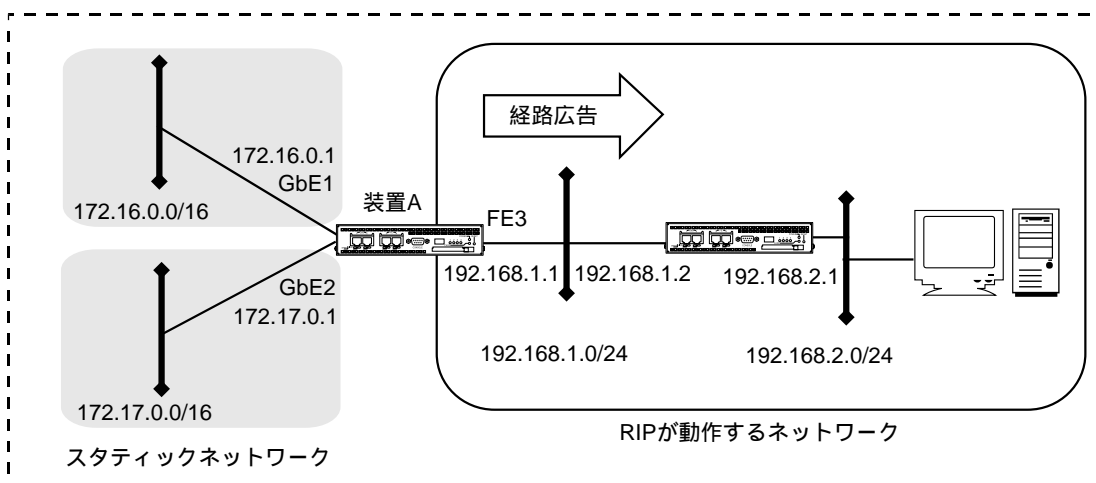 経路広告
172.16.0.1
GbE1
172.16.0.0/16
装置A
FE3
192.168.1.1
192.168.1.2
192.168.2.1
GbE2
172.17.0.1
192.168.1.0/24
192.168.2.0/24
172.17.0.0/16
RIPが動作するネットワーク
スタティックネットワーク